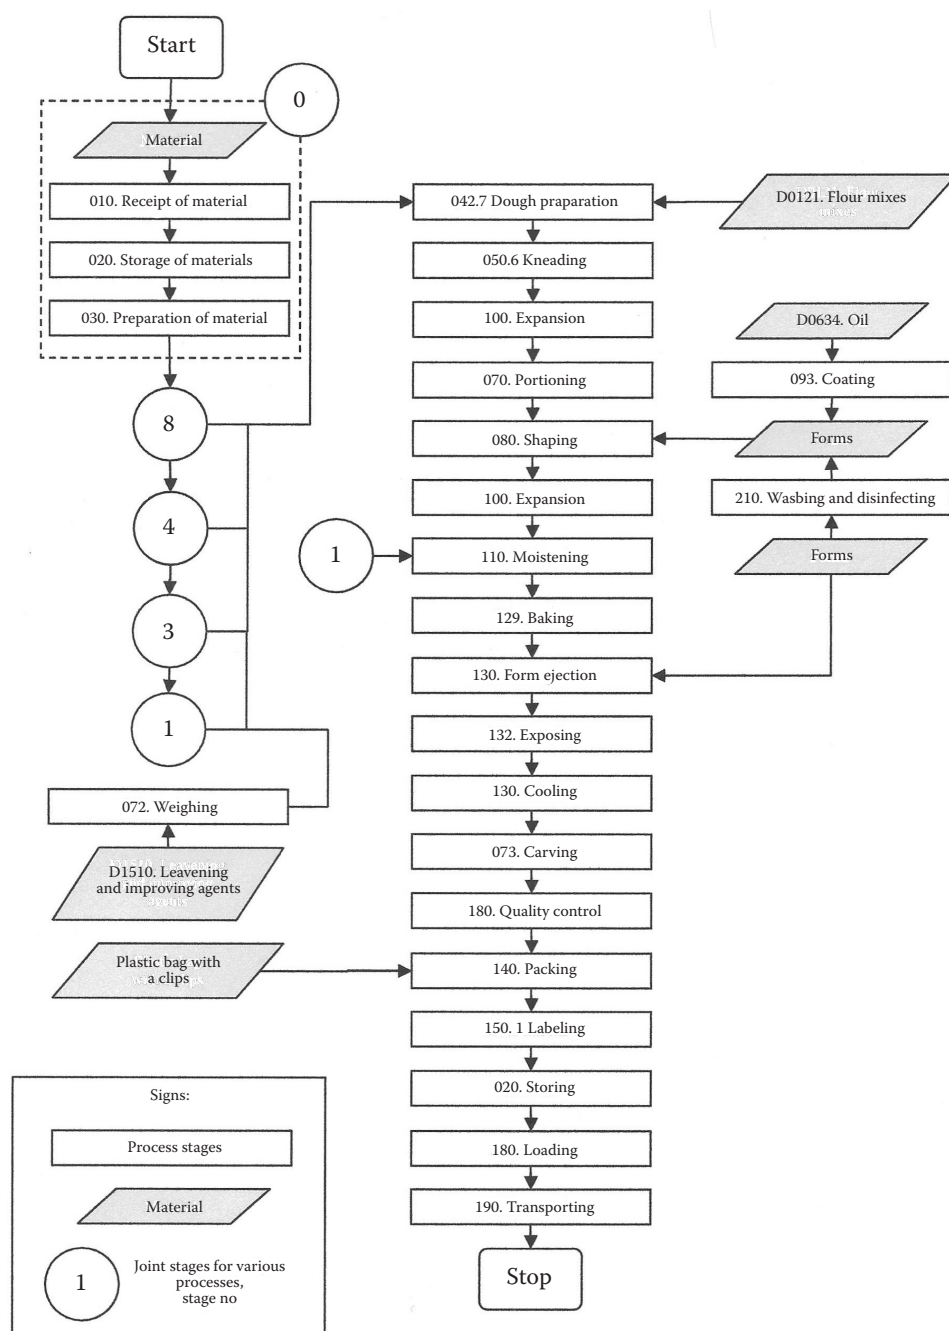 Start
0
Material
010. Receipt of material
020. Storage of materials
030. Preparation of material
8
4
3
1
072. Weighing
D1510. Leavening
and improving agents
Plastic bag with
a clips
042.7 Dough praparation
D0121. Flour mixes
050.6 Kneading
100. Expansion
D0634. Oil
070. Portioning
093. Coating
080. Shaping
Forms
100. Expansion
210. Wasbing and disinfecting
1
110. Moistening
Forms
129. Baking
130. Form ejection
132. Exposing
130. Cooling
073. Carving
180. Quality control
140. Packing
150. 1 Labeling
020. Storing
180. Loading
190. Transporting
Stop
Signs:
Process stages
Material
1
Joint stages for various
processes,
stage no